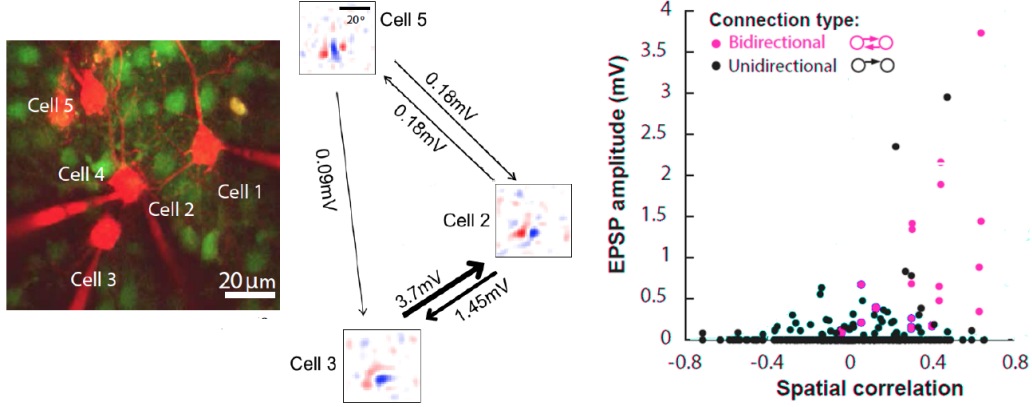 Cell 5
Cell 4
Cell 2
Cell 1
Cell 3
20 µm
Cell 5
20°
0.18mV
0.18mV
0.09mV
Cell 2
3.7mV
1.45mV
Cell 3
Connection type:
Bidirectional
Unidirectional
EPSP amplitude (mV)
4
3.5
3
2.5
2
1.5
1
0.5
0
-0.8
-0.4
0
0.4
0.8
Spatial correlation